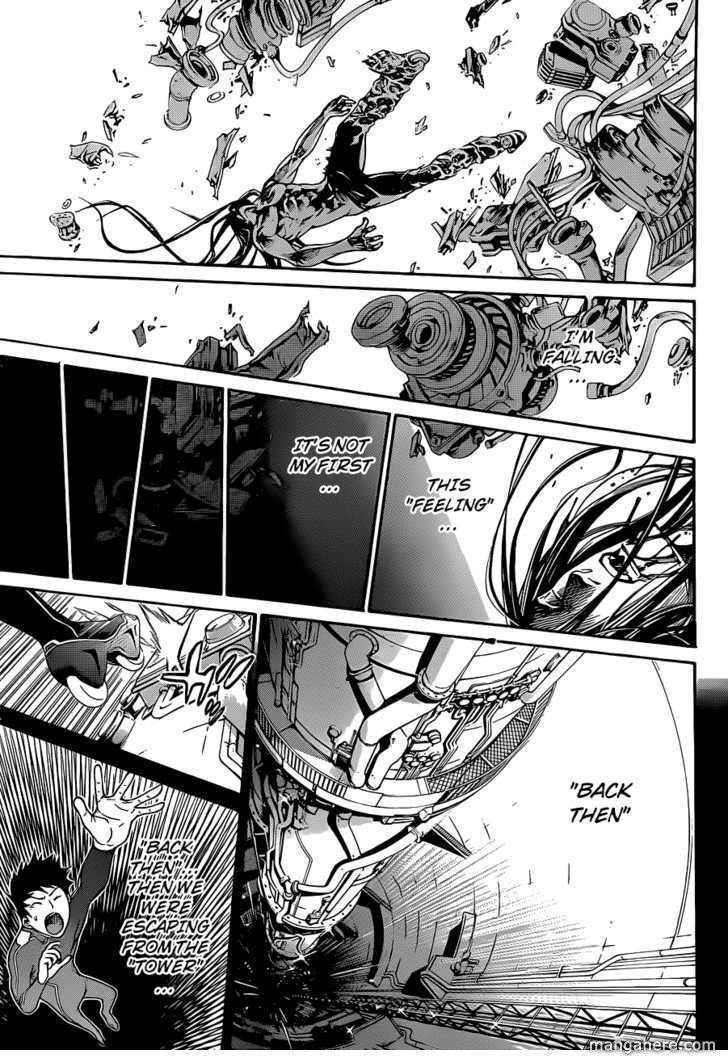 I'M
FALLING
...
THIS
"FEELING"
...
IT'S NOT
MY FIRST
...
"BACK
THEN"
"BACK
THEN"...
THEN WE
WERE
ESCAPING
FROM THE
"TOWER"
...
mangahere.com